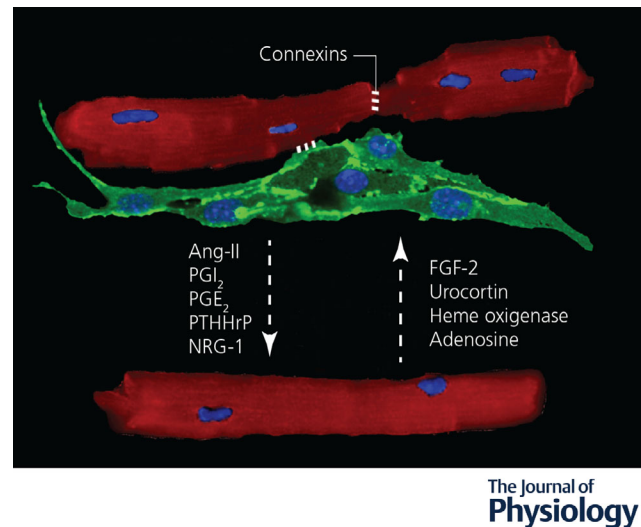 Connexins
Ang-II
PGI₂
PGE₂
PTHHrP
NRG-1
FGF-2
Urocortin
Heme oxigenase
Adenosine
The Journal of
Physiology